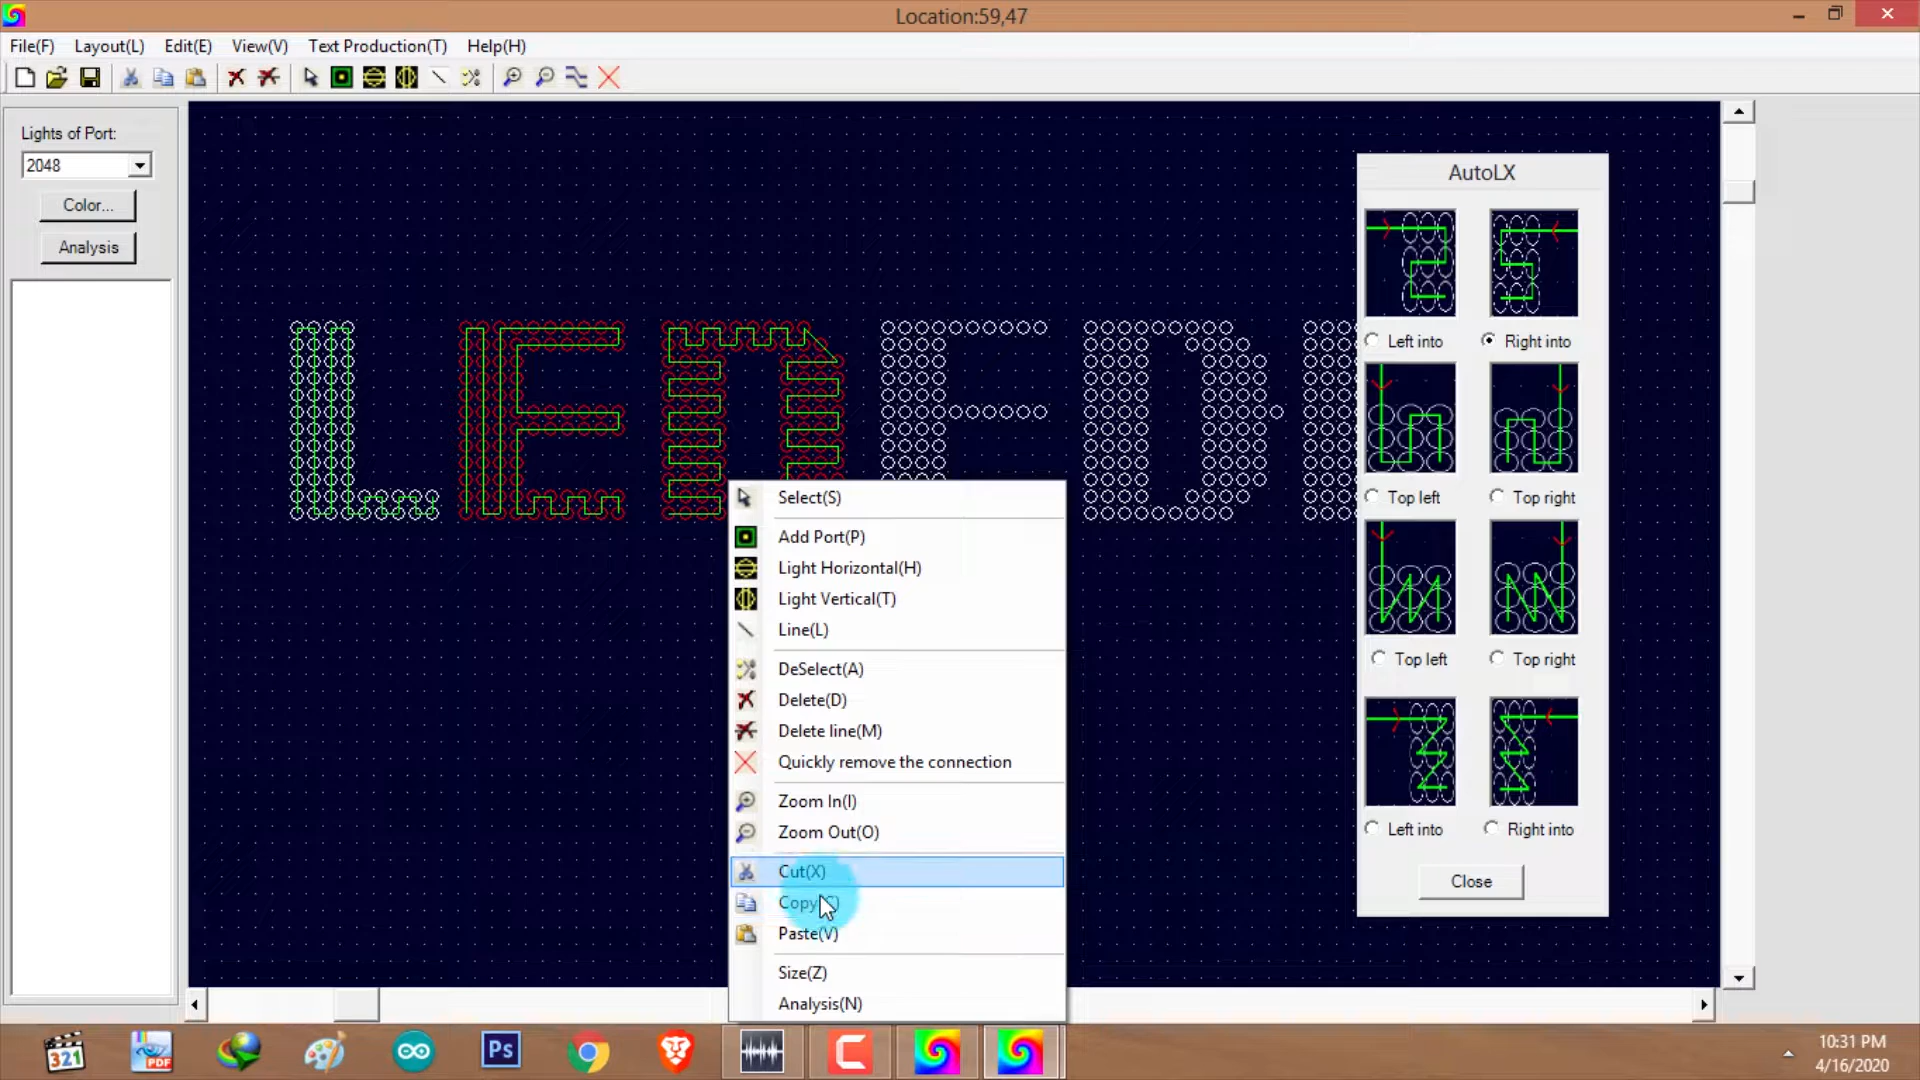 Location:59,47
File(F) Layout(L) Edit(E) View(V) Text Production(T) Help(H)
Lights of Port:
2048
Color...
Analysis
AutoLX
Left into Right into
Top left Top right
Top left Top right
Left into Right into
Close
Select(S)
Add Port(P)
Light Horizontal(H)
Light Vertical(T)
Line(L)
DeSelect(A)
Delete(D)
Delete line(M)
Quickly remove the connection
Zoom In(I)
Zoom Out(O)
Cut(X)
Copy(C)
Paste(V)
Size(Z)
Analysis(N)
321
PDF
Ps
10:31 PM
4/16/2020